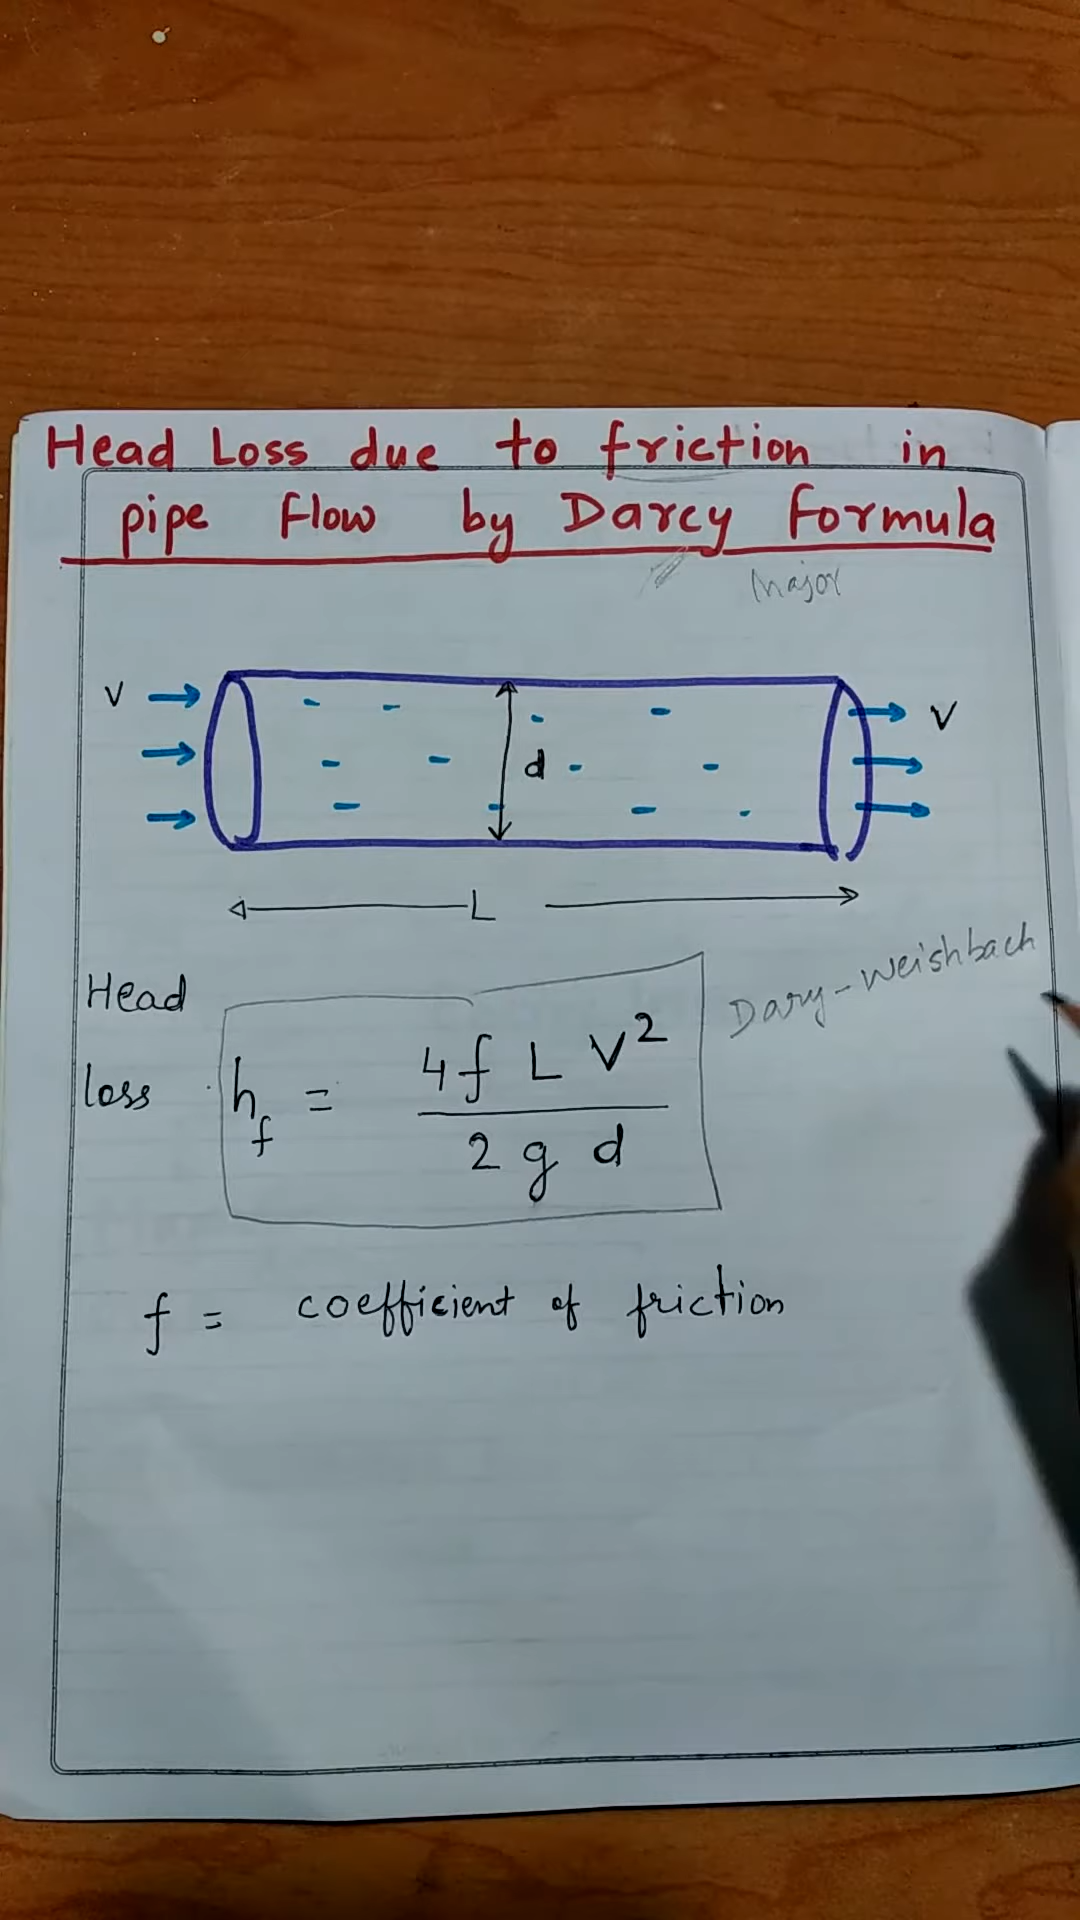 Head Loss due to friction in
pipe flow by Darcy formula
Major
V
V
d
L
Dary-Weishbach
Head
loss
h_f = 4f L V² / 2 g d
f = coefficient of friction